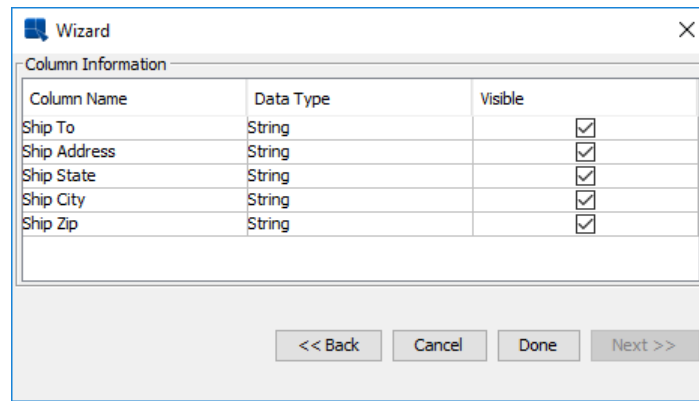 Wizard
Column Information
Column Name Data Type Visible
Ship To String
Ship Address String
Ship State String
Ship City String
Ship Zip String
<< Back Cancel Done Next >>